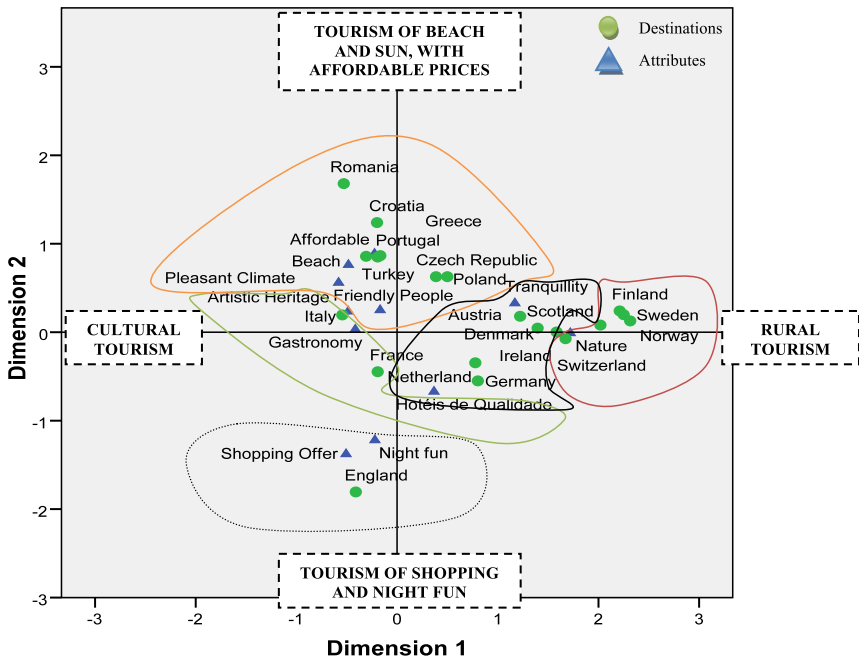 TOURISM OF BEACH
AND SUN, WITH
AFFORDABLE PRICES
Destinations
Attributes
3
2
1
0
-1
-2
-3
Dimension 2
Romania
Croatia
Greece
Affordable
Portugal
Beach
Czech Republic
Turkey
Pleasant Climate
Poland
Tranquillity
Artistic Heritage
Friendly People
Finland
Italy
Austria
Scotland
Sweden
CULTURAL
TOURISM
RURAL
TOURISM
Gastronomy
Denmark
Nature
Norway
France
Ireland
Switzerland
Netherland
Germany
Hotéis de Qualidade
Shopping Offer
Night fun
England
TOURISM OF SHOPPING
AND NIGHT FUN
-3
-2
-1
0
1
2
3
Dimension 1